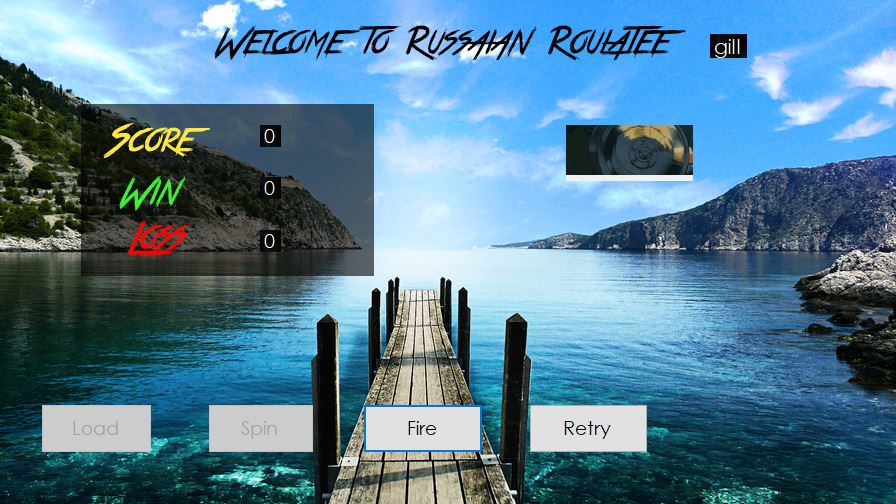 Welcome To Russaian Roulatee gill
Score 0
Win 0
Loss 0
Load Spin Fire Retry